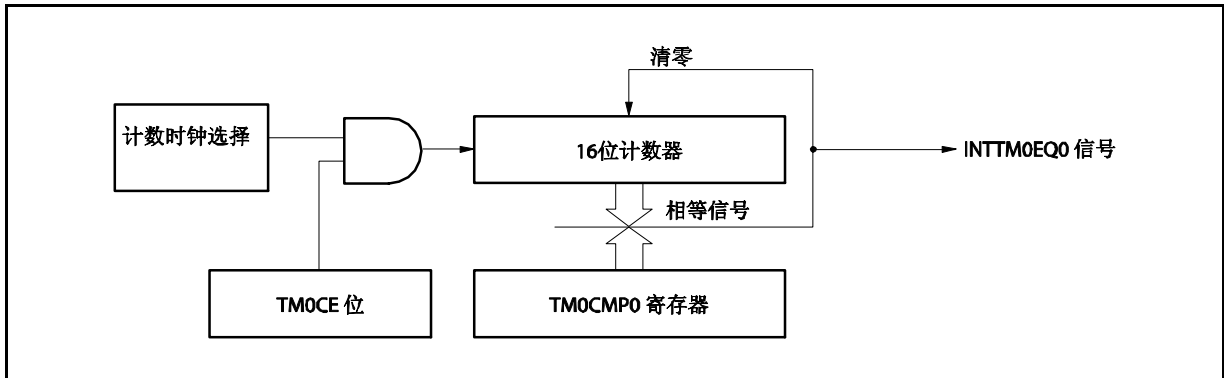 清零
计数时钟选择
16位计数器
INTTM0EQ0 信号
相等信号
TM0CE 位
TM0CMP0 寄存器